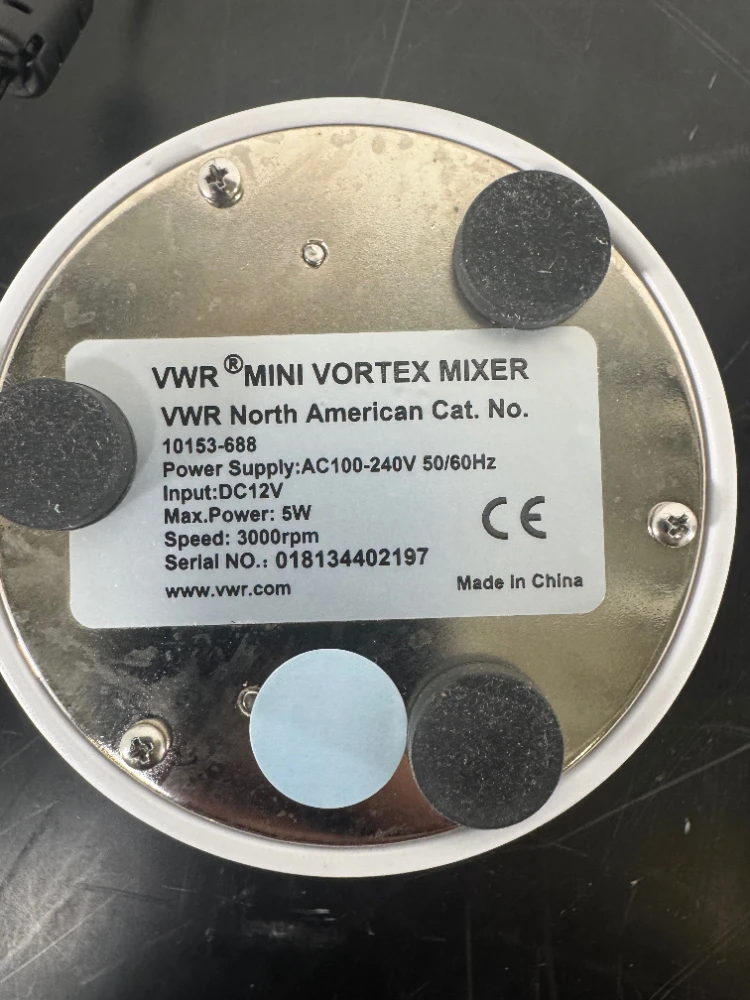 VWR®MINI VORTEX MIXER
VWR North American Cat. No.
10153-688
Power Supply:AC100-240V 50/60Hz
Input:DC12V
Max.Power: 5W
CE
Speed: 3000rpm
Serial NO.: 018134402197
www.vwr.com Made in China